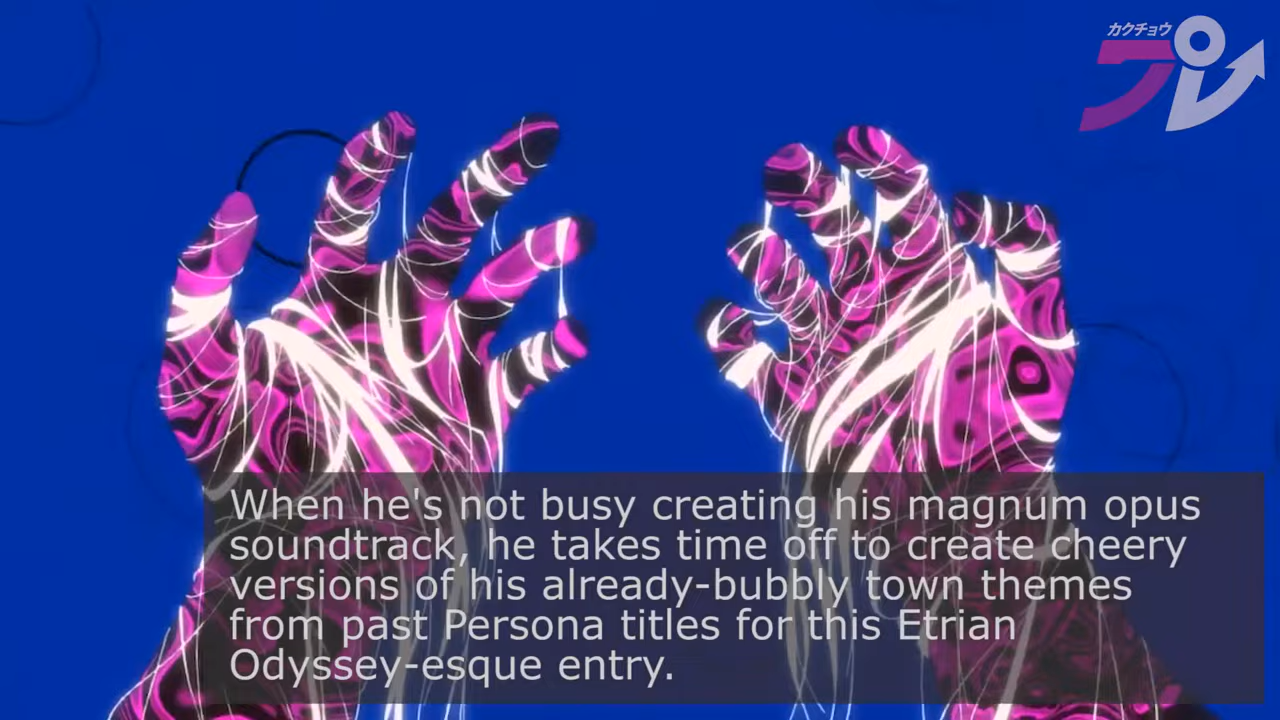 カクチョウ
プレ
When he's not busy creating his magnum opus
soundtrack, he takes time off to create cheery
versions of his already-bubbly town themes
from past Persona titles for this Etrian
Odyssey-esque entry.